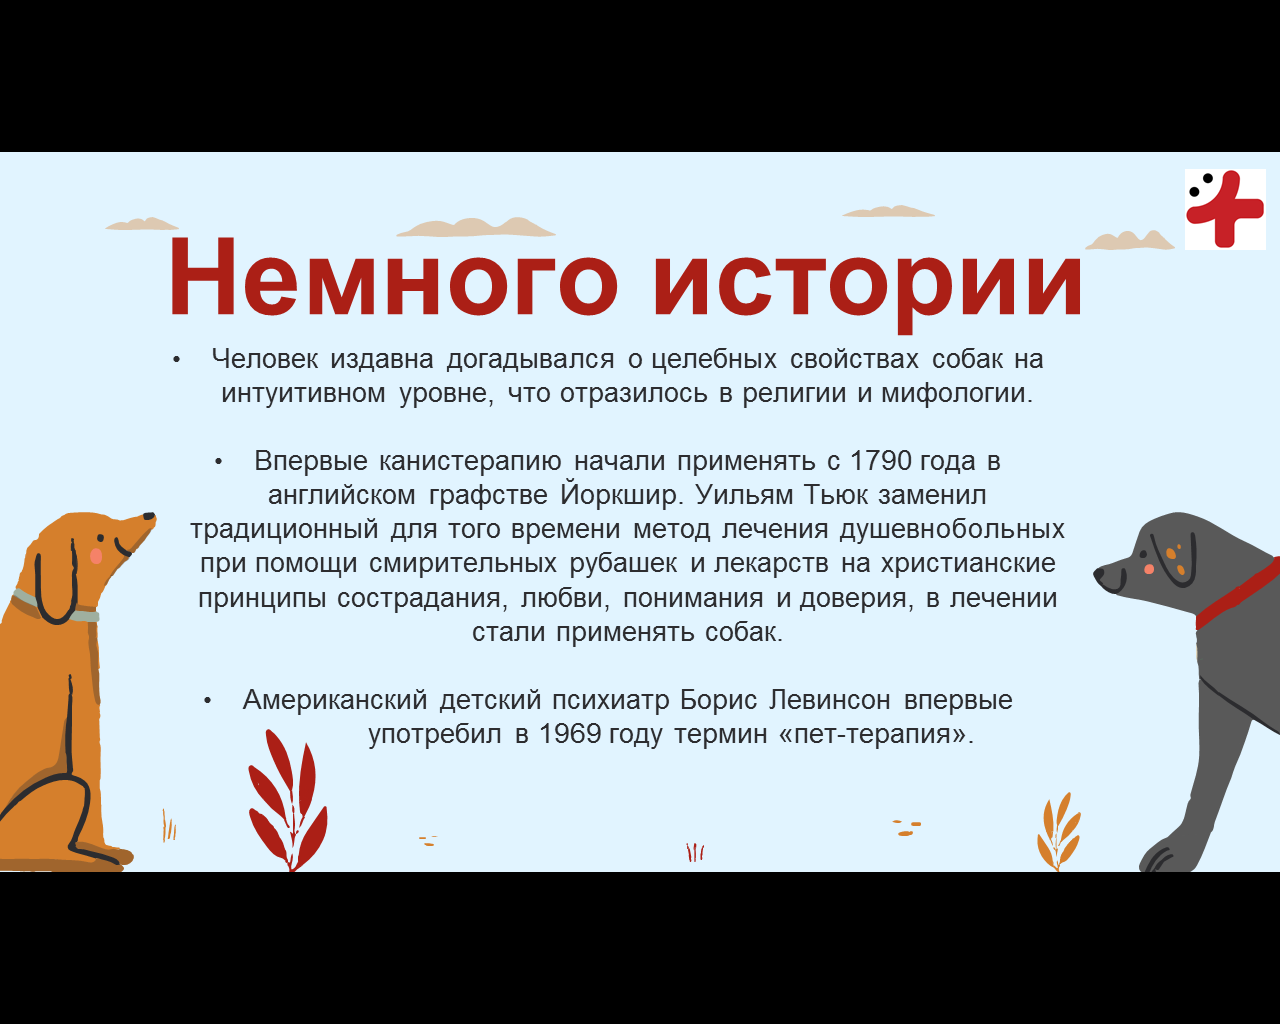 Немного истории
• Человек издавна догадывался о целебных свойствах собак на
интуитивном уровне, что отразилось в религии и мифологии.
• Впервые канистерапию начали применять с 1790 года в
английском графстве Йоркшир. Уильям Тьюк заменил
традиционный для того времени метод лечения душевнобольных
при помощи смирительных рубашек и лекарств на христианские
принципы сострадания, любви, понимания и доверия, в лечении
стали применять собак.
• Американский детский психиатр Борис Левинсон впервые
употребил в 1969 году термин «пет-терапия».